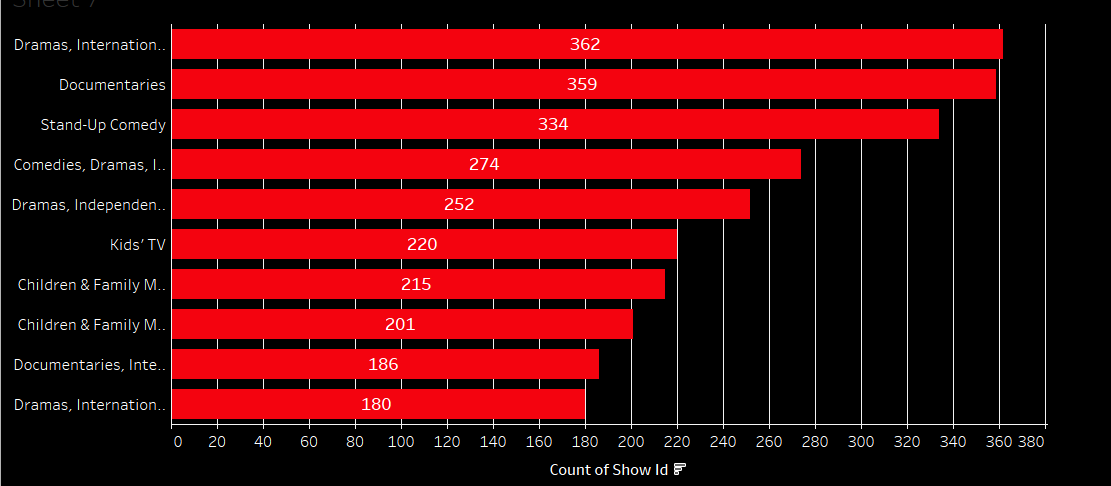 Sheet 7
Dramas, Internation.. 362
Documentaries 359
Stand-Up Comedy 334
Comedies, Dramas, I.. 274
Dramas, Independen.. 252
Kids’ TV 220
Children & Family M.. 215
Children & Family M.. 201
Documentaries, Inte.. 186
Dramas, Internation.. 180
0 20 40 60 80 100 120 140 160 180 200 220 240 260 280 300 320 340 360 380
Count of Show Id